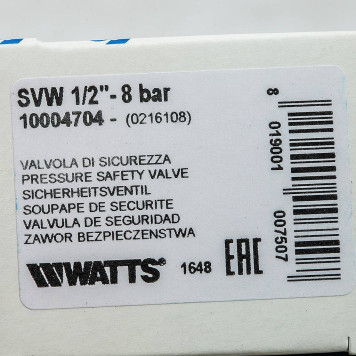 SVW 1/2"- 8 bar
10004704 - (0216108)
VALVOLA DI SICUREZZA
PRESSURE SAFETY VALVE
SICHERHEITSVENTIL
SOUPAPE DE SECURITE
VALVULA DE SEGURIDAD
ZAWOR BEZPIECZENSTWA
WATTS® 1648 EAC
8 019001 007507